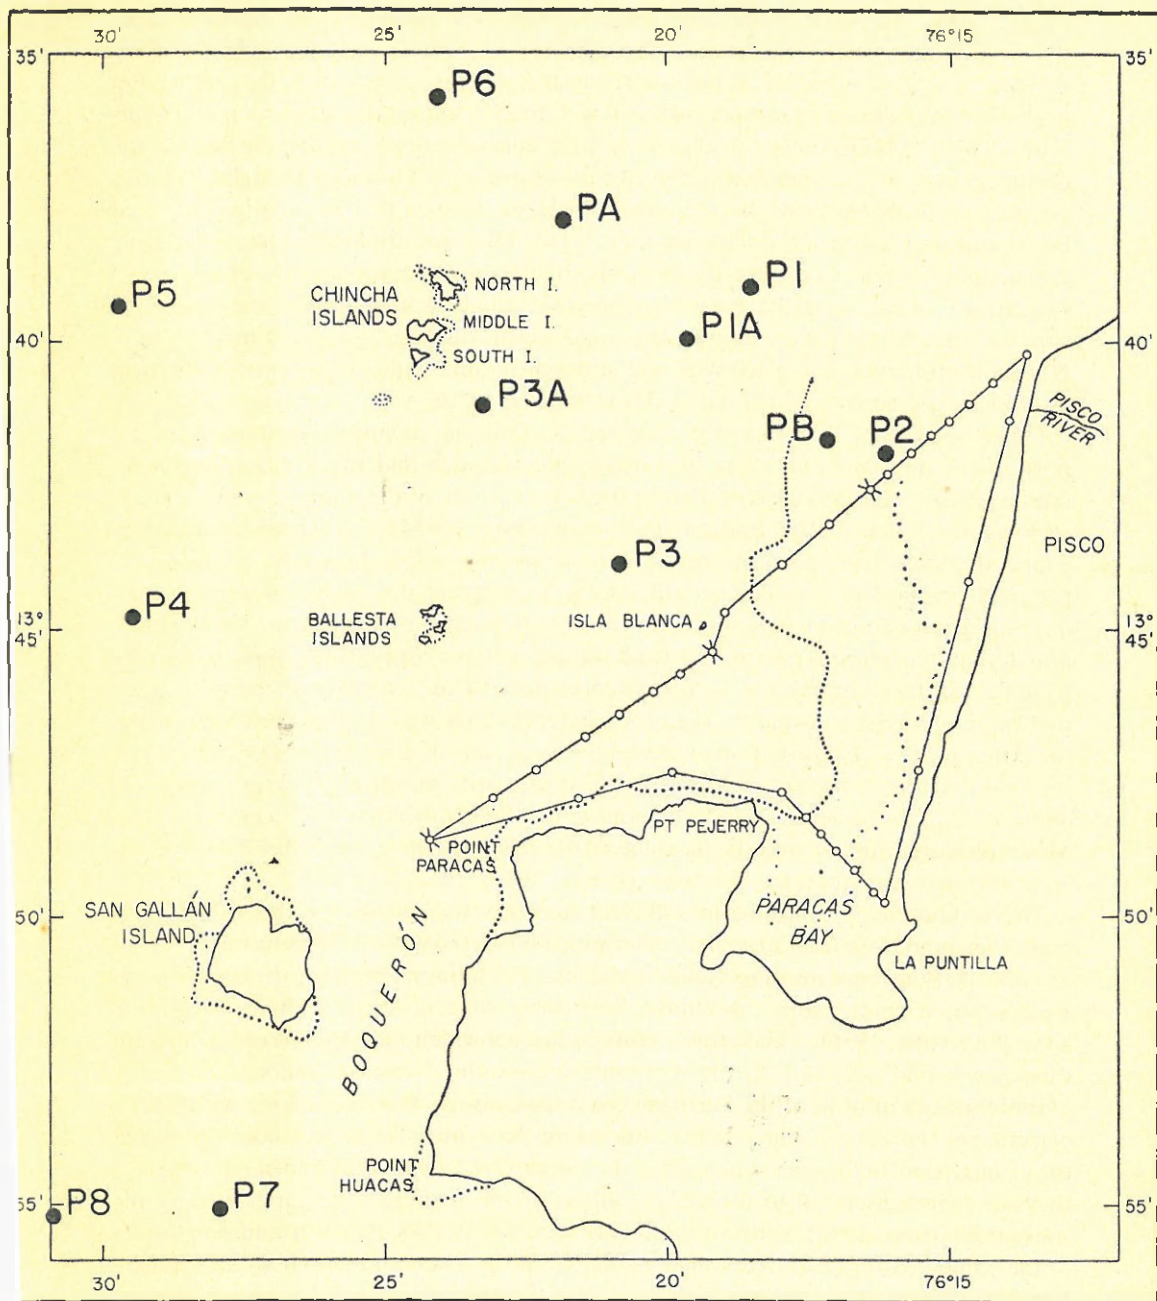 30' 25' 20' 76°15'
35' 35'
P6
PA
P1
NORTH I.
P5
CHINCHA
ISLANDS
MIDDLE I.
P1A
40' 40'
SOUTH I.
P3A
PISCO
RIVER
PB P2
PISCO
P3
P4
BALLESTA
ISLANDS
ISLA BLANCA
13° 13°
45' 45'
PT PEJERRY
POINT
PARACAS
SAN GALLÁN
ISLAND
PARACAS
BAY
50' 50'
LA PUNTILLA
BOQUERÓN
POINT
HUACAS
P8 P7
55' 55'
30' 25' 20' 76°15'